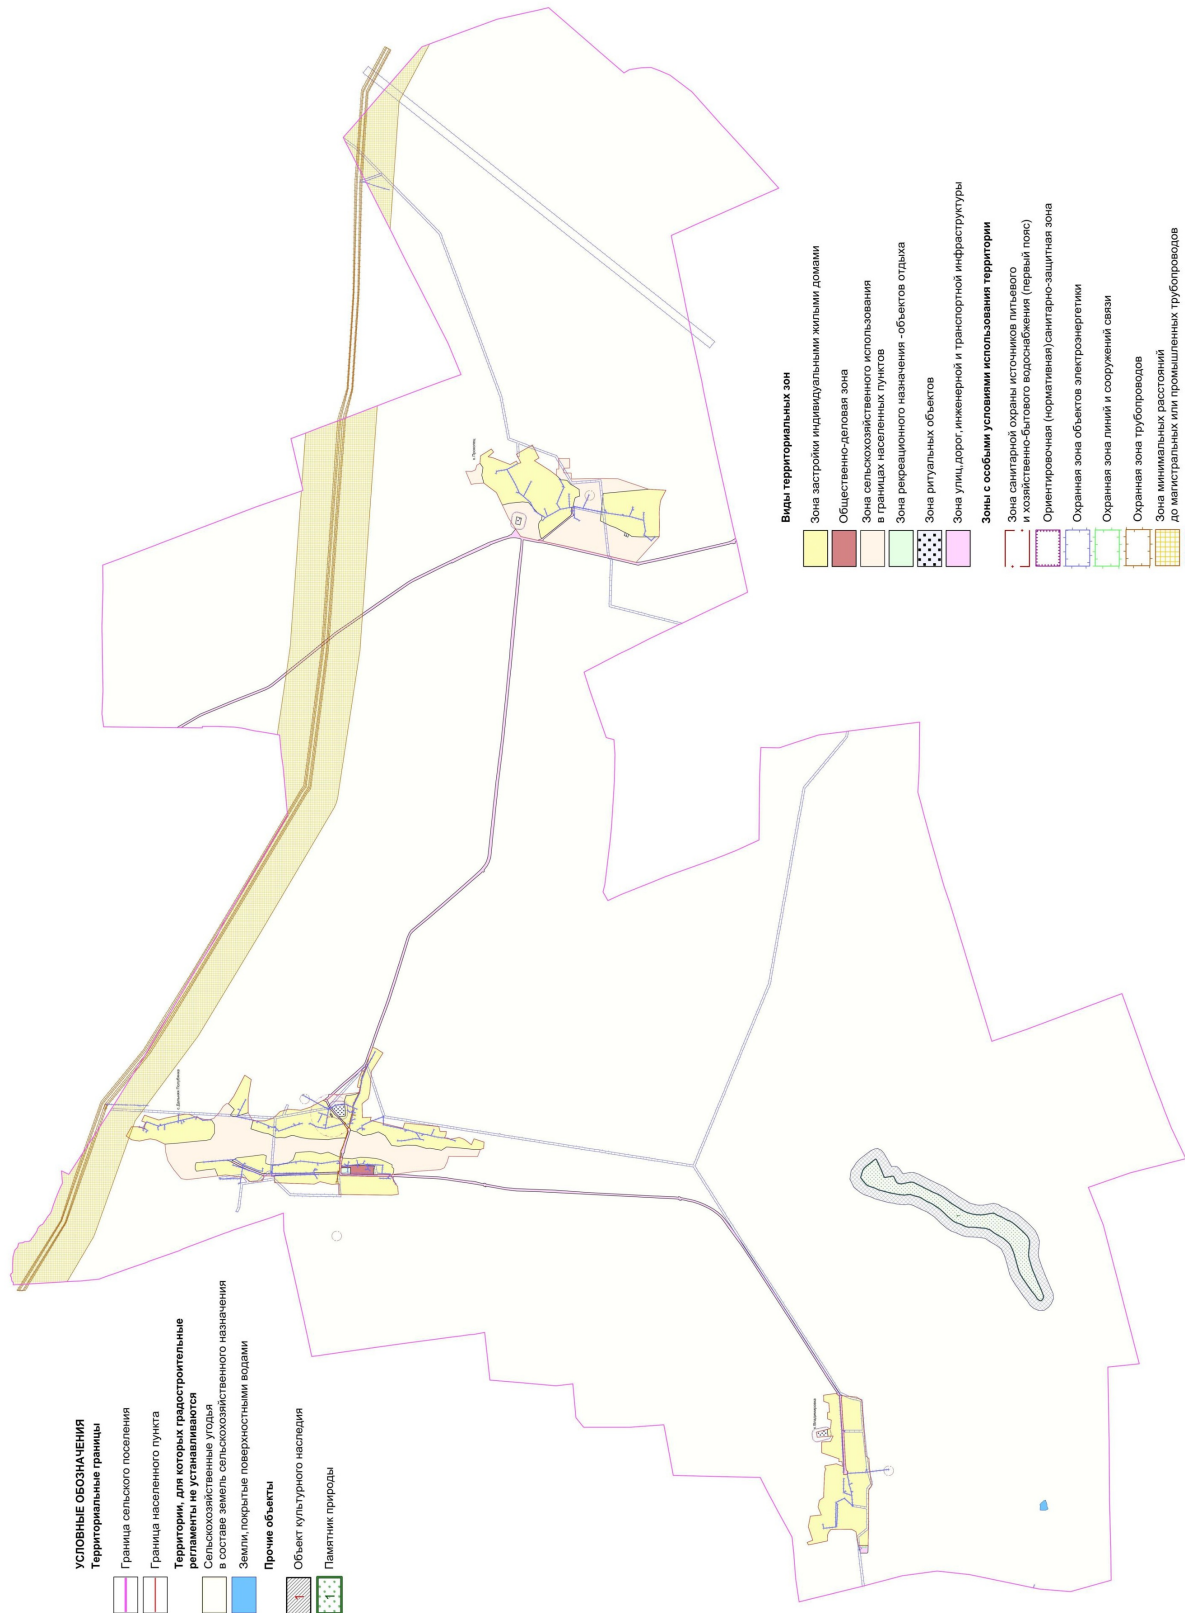 УСЛОВНЫЕ ОБОЗНАЧЕНИЯ
Территориальные границы
Граница сельского поселения
Граница населенного пункта
Территории, для которых градостроительные
регламенты не устанавливаются
Сельскохозяйственные угодья
в составе земель сельскохозяйственного назначения
Земли, покрытые поверхностными водами
Прочие объекты
1
Объект культурного наследия
1
Памятник природы
Виды территориальных зон
Зона застройки индивидуальными жилыми домами
Общественно-деловая зона
Зона сельскохозяйственного использования
в границах населенных пунктов
Зона рекреационного назначения -объектов отдыха
Зона ритуальных объектов
Зона улиц,дорог,инженерной и транспортной инфраструктуры
Зоны с особыми условиями использования территории
Зона санитарной охраны источников питьевого
и хозяйственно-бытового водоснабжения (первый пояс)
Ориентировочная (нормативная)санитарно-защитная зона
Охранная зона объектов электроэнергетики
Охранная зона линий и сооружений связи
Охранная зона трубопроводов
Зона минимальных расстояний
до магистральных или промышленных трубопроводов